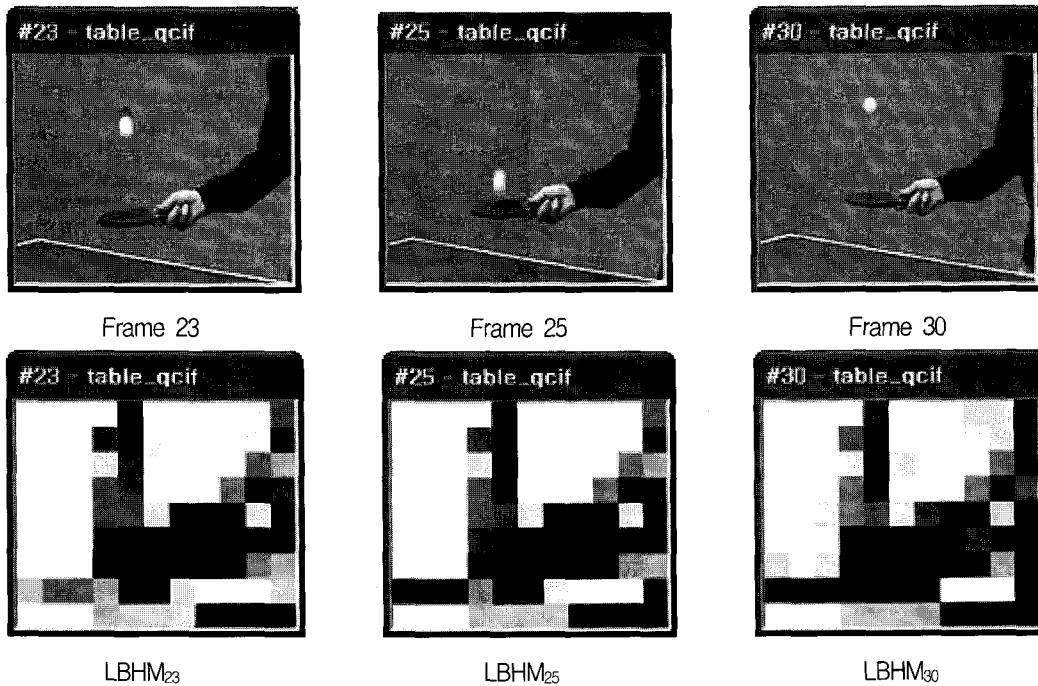 #23 - table_qcif
#25 - table_qcif
#30 - table_qcif
Frame 23
Frame 25
Frame 30
#23 - table_qcif
#25 - table_qcif
#30 - table_qcif
LBHM23
LBHM25
LBHM30